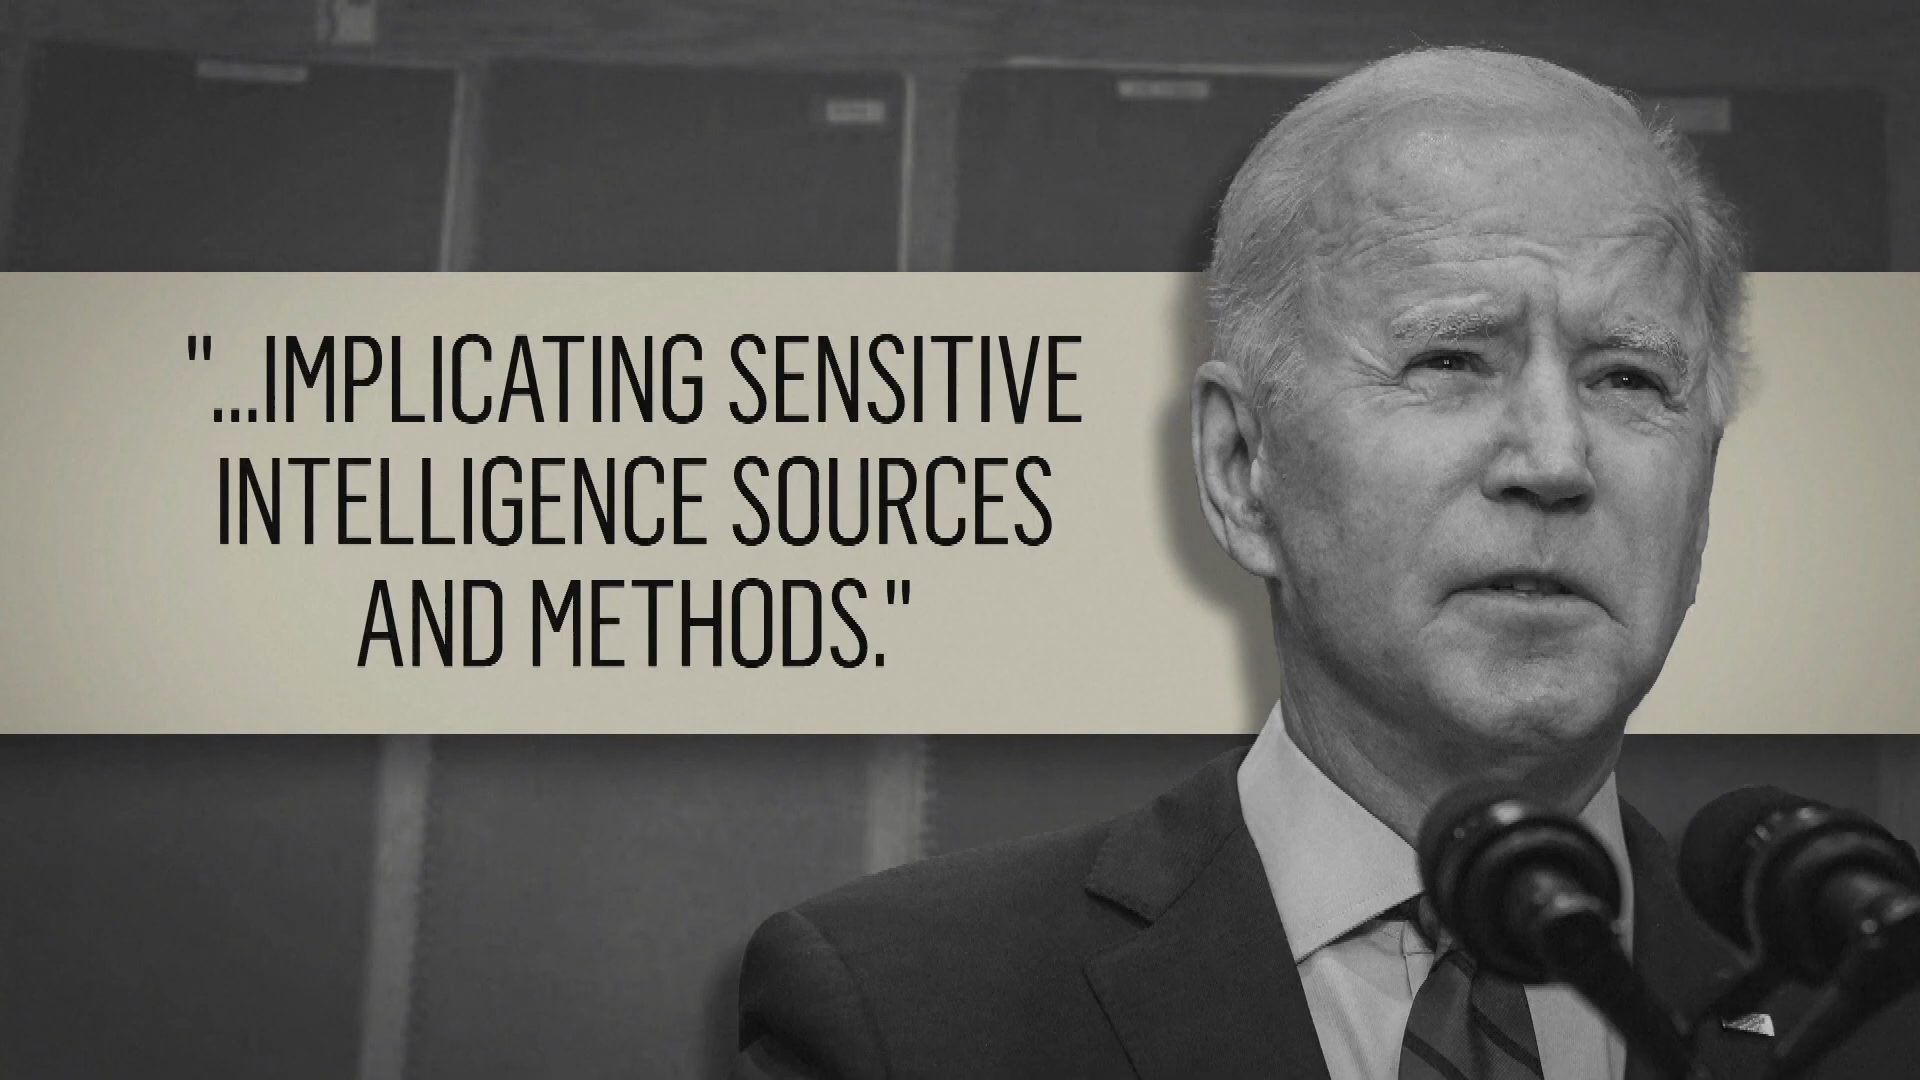 "...IMPLICATING SENSITIVE
INTELLIGENCE SOURCES
AND METHODS."